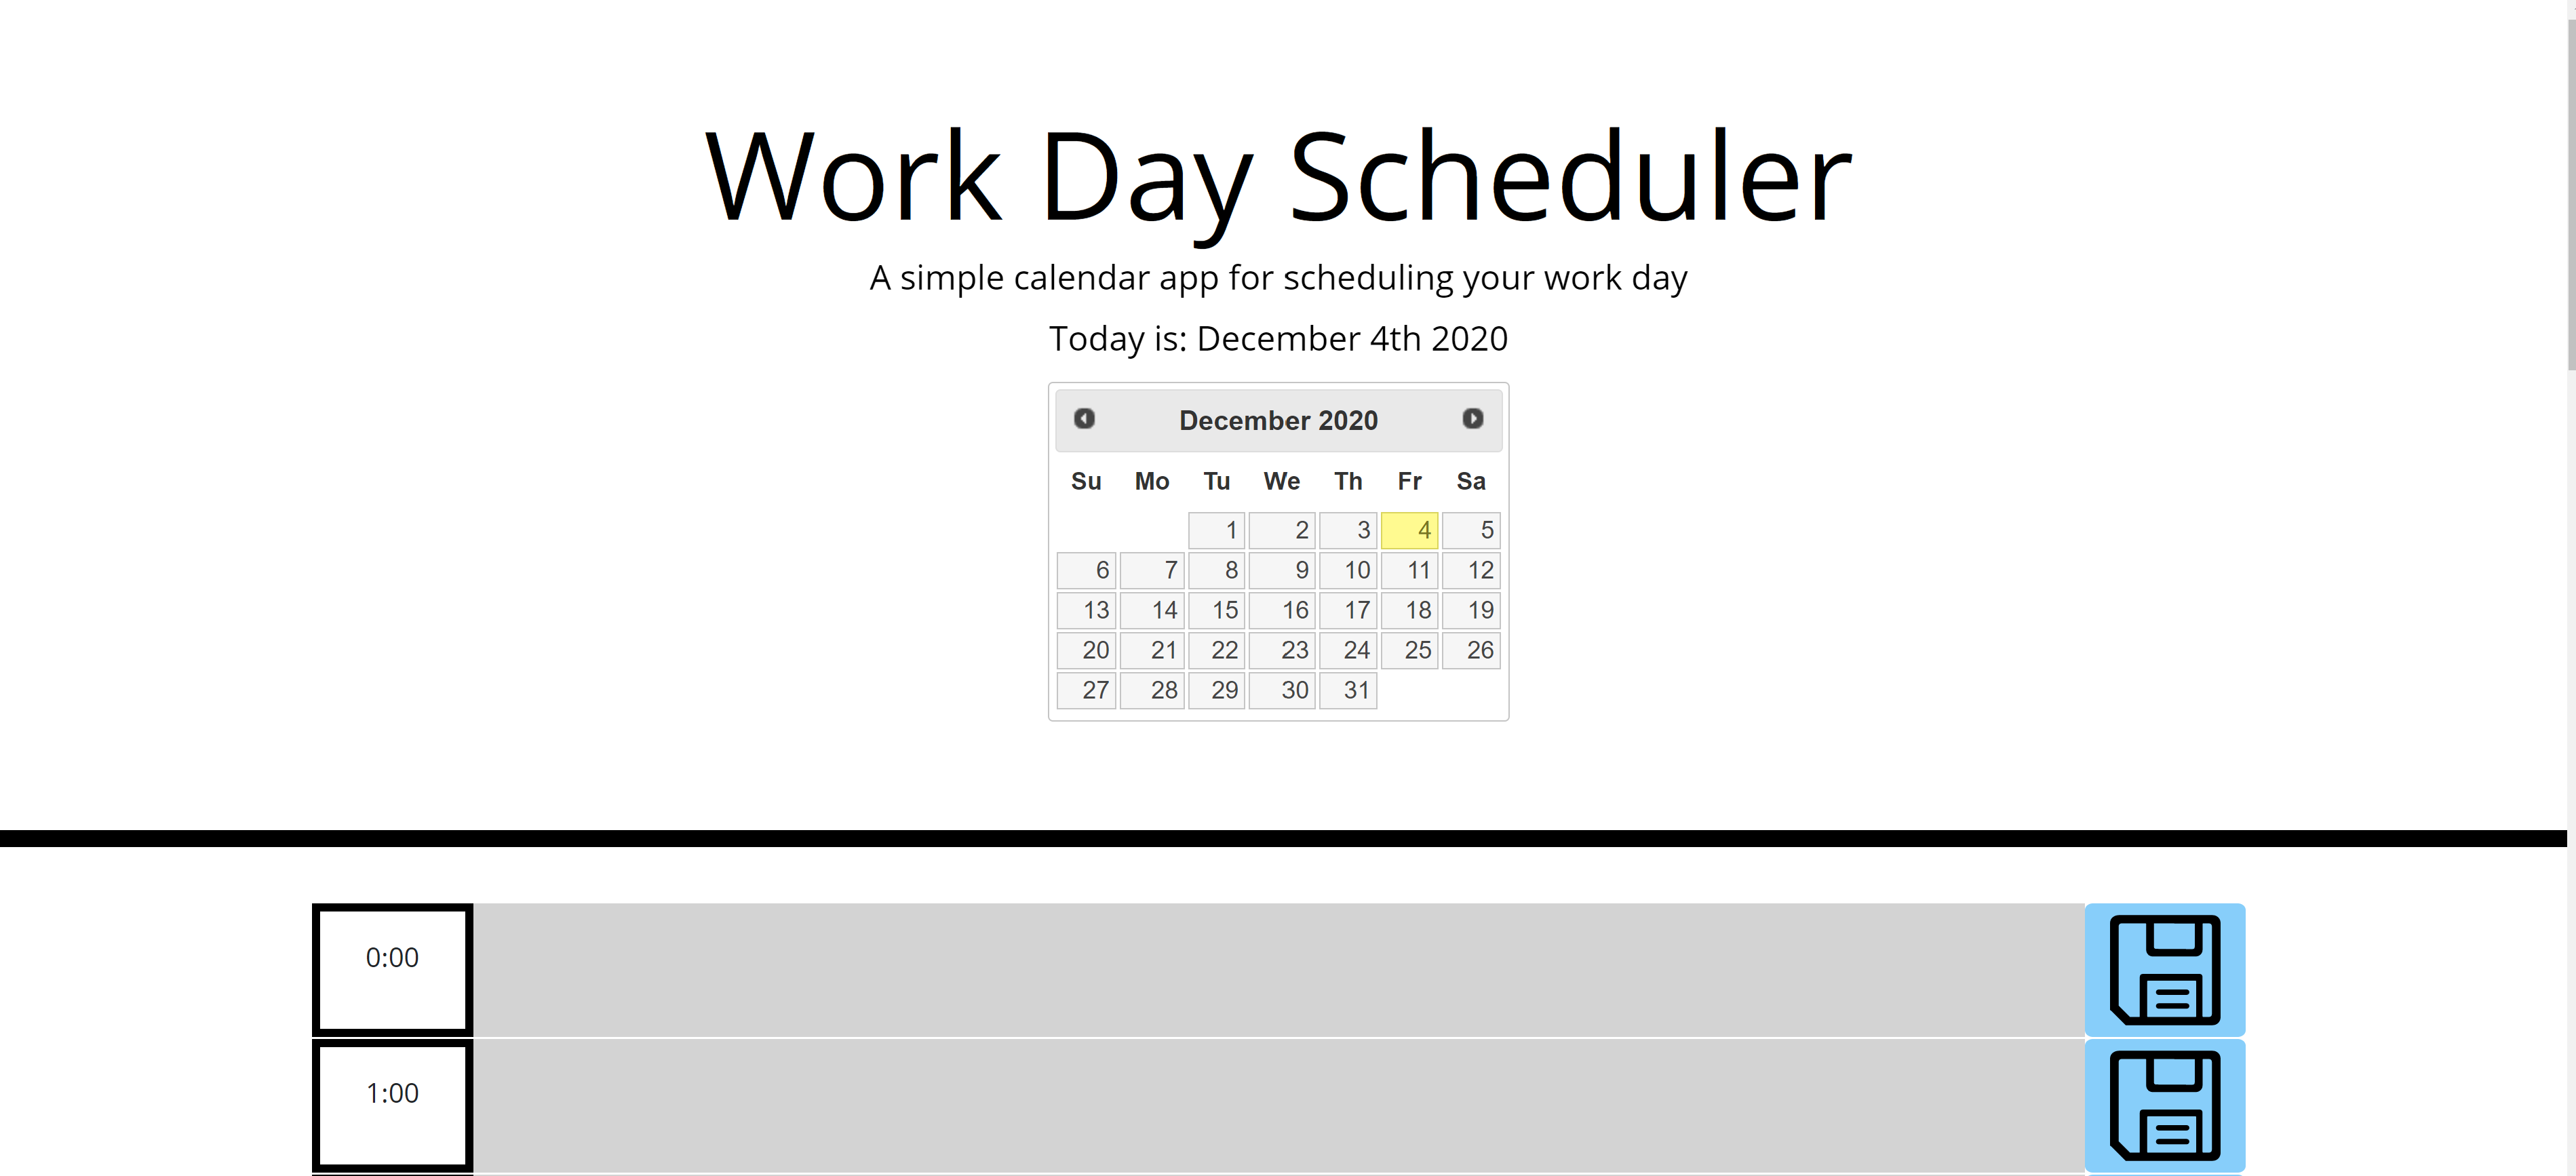 Work Day Scheduler
A simple calendar app for scheduling your work day
Today is: December 4th 2020
December 2020
Su Mo Tu We Th Fr Sa
1 2 3 4 5
6 7 8 9 10 11 12
13 14 15 16 17 18 19
20 21 22 23 24 25 26
27 28 29 30 31
0:00
1:00